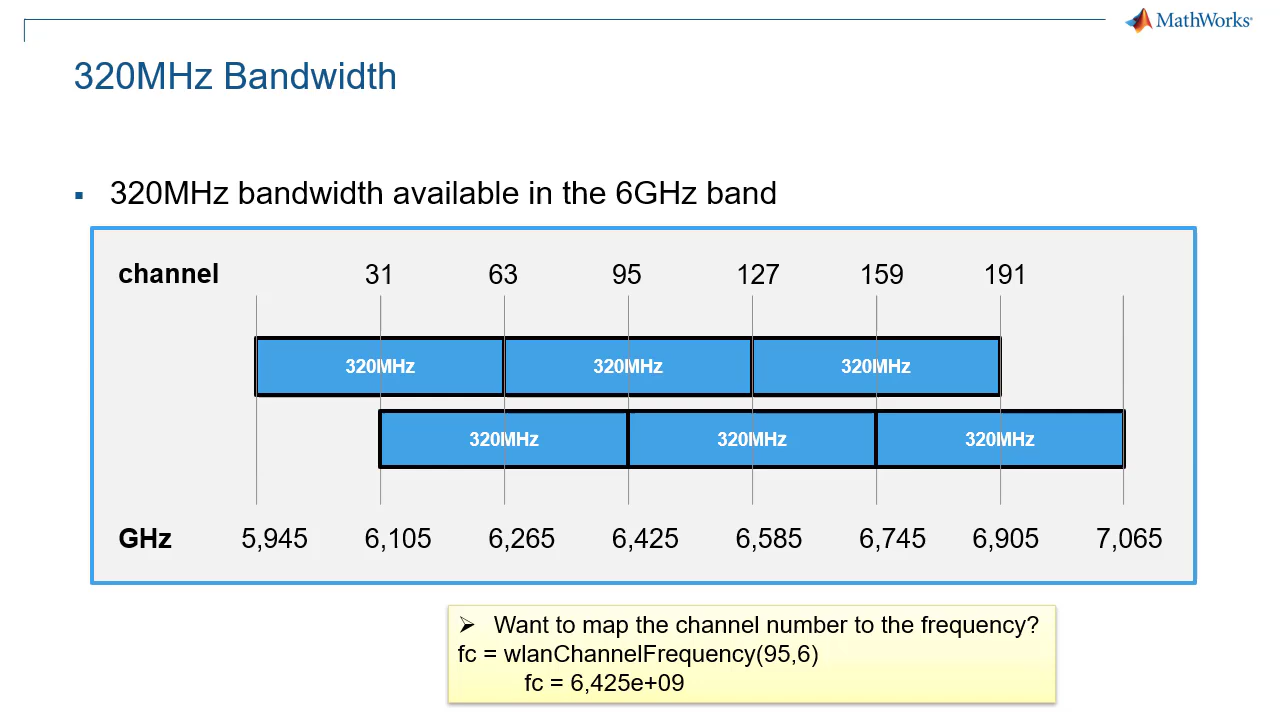 MathWorks®
320MHz Bandwidth
▪ 320MHz bandwidth available in the 6GHz band
channel 31 63 95 127 159 191
320MHz 320MHz 320MHz
320MHz 320MHz 320MHz
GHz 5,945 6,105 6,265 6,425 6,585 6,745 6,905 7,065
➢ Want to map the channel number to the frequency?
fc = wlanChannelFrequency(95,6)
fc = 6,425e+09